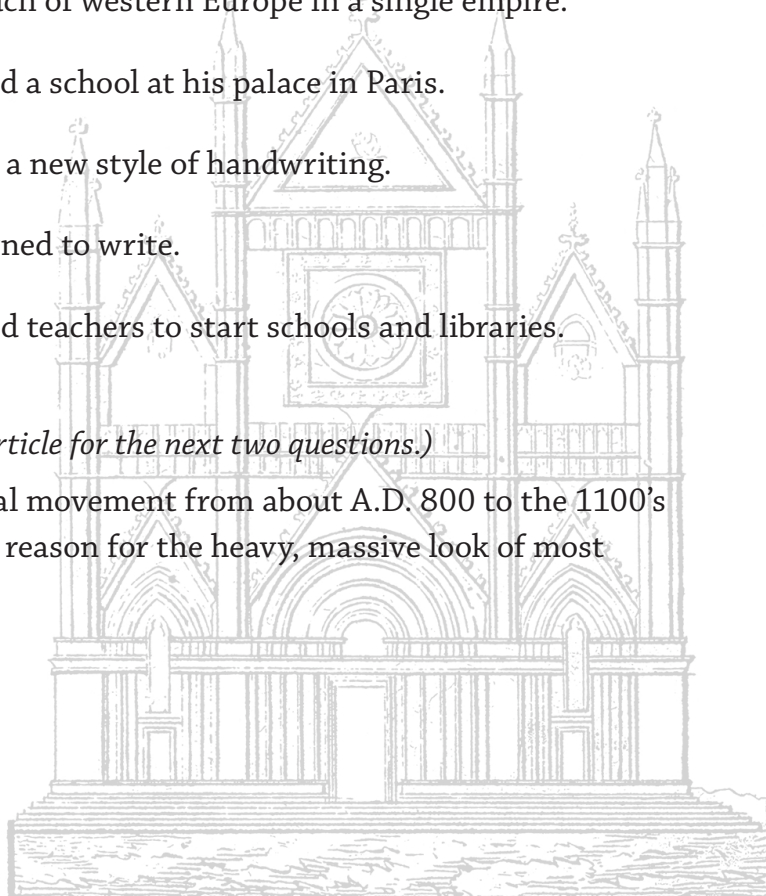 ch of western Europe in a single empire.
d a school at his palace in Paris.
a new style of handwriting.
ned to write.
d teachers to start schools and libraries.
rticle for the next two questions.)
al movement from about A.D. 800 to the 1100’s
reason for the heavy, massive look of most